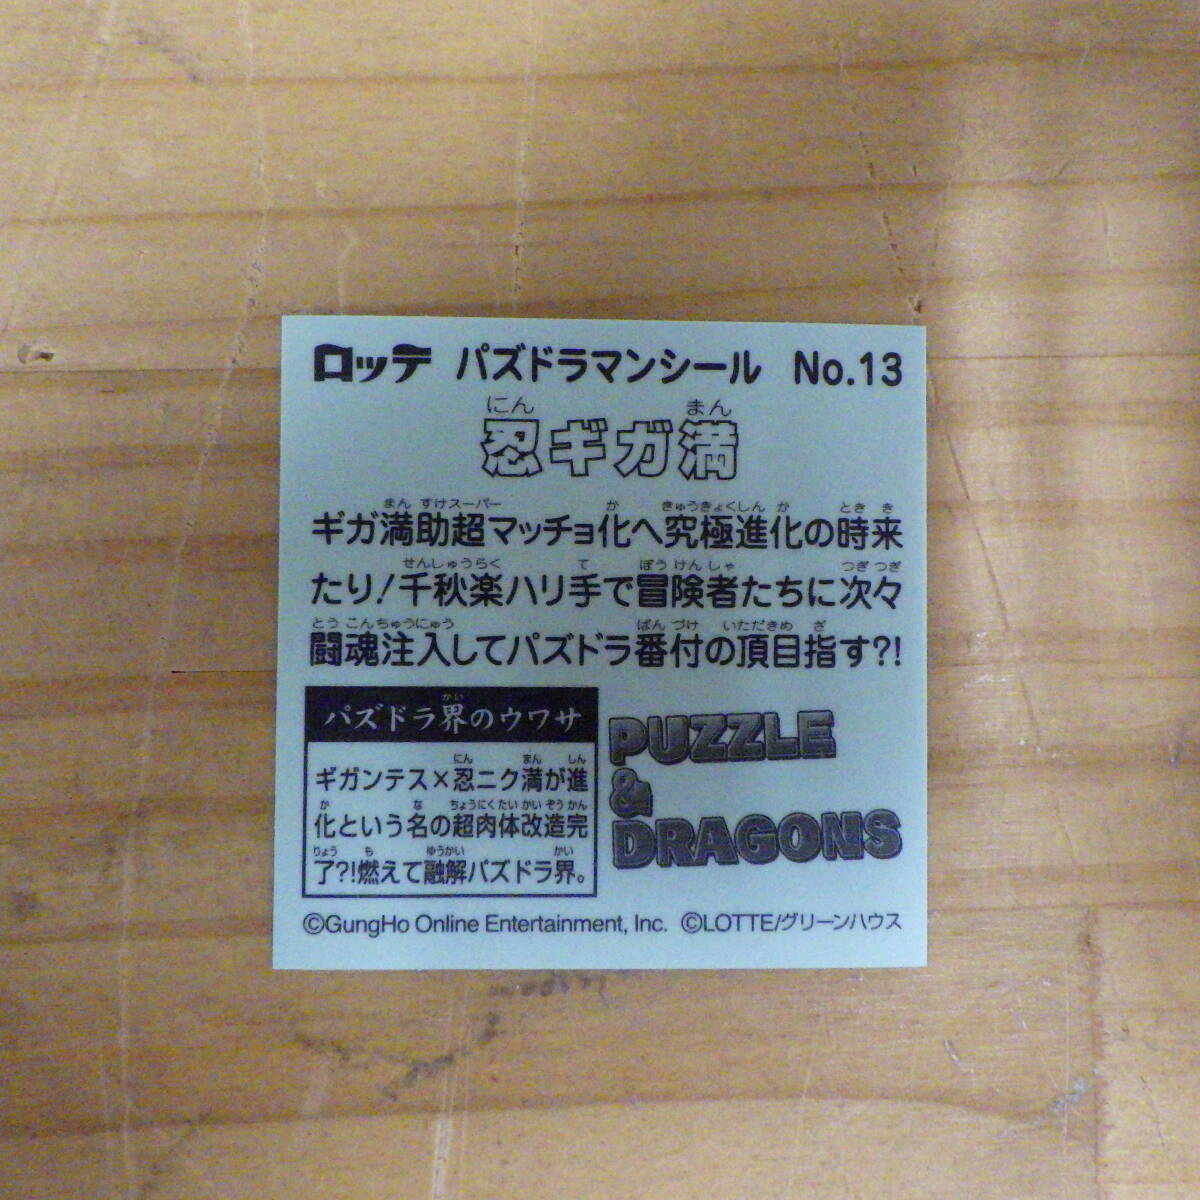 ロッテ パズドラマンシール No.13
にん まん
忍ギガ満
まん すけスーパー か きゅうきょくしん か とき き
ギガ満助超マッチョ化へ究極進化の時来
せんしゅうらく て ぼう けん しゃ つぎ つぎ
たり!千秋楽ハリ手で冒険者たちに次々
とう こんちゅうにゅう ばん づけ いただきめ ざ
闘魂注入してパズドラ番付の頂目指す?!
かい
パズドラ界のウワサ
にん まん しん
ギガンテス×忍ニク満が進
か な ちょうにくたい かい ぞう かん
化という名の超肉体改造完
りょう も ゆうかい かい
了?!燃えて融解パズドラ界。
PUZZLE
&
DRAGONS
©GungHo Online Entertainment, Inc. ©LOTTE/グリーンハウス